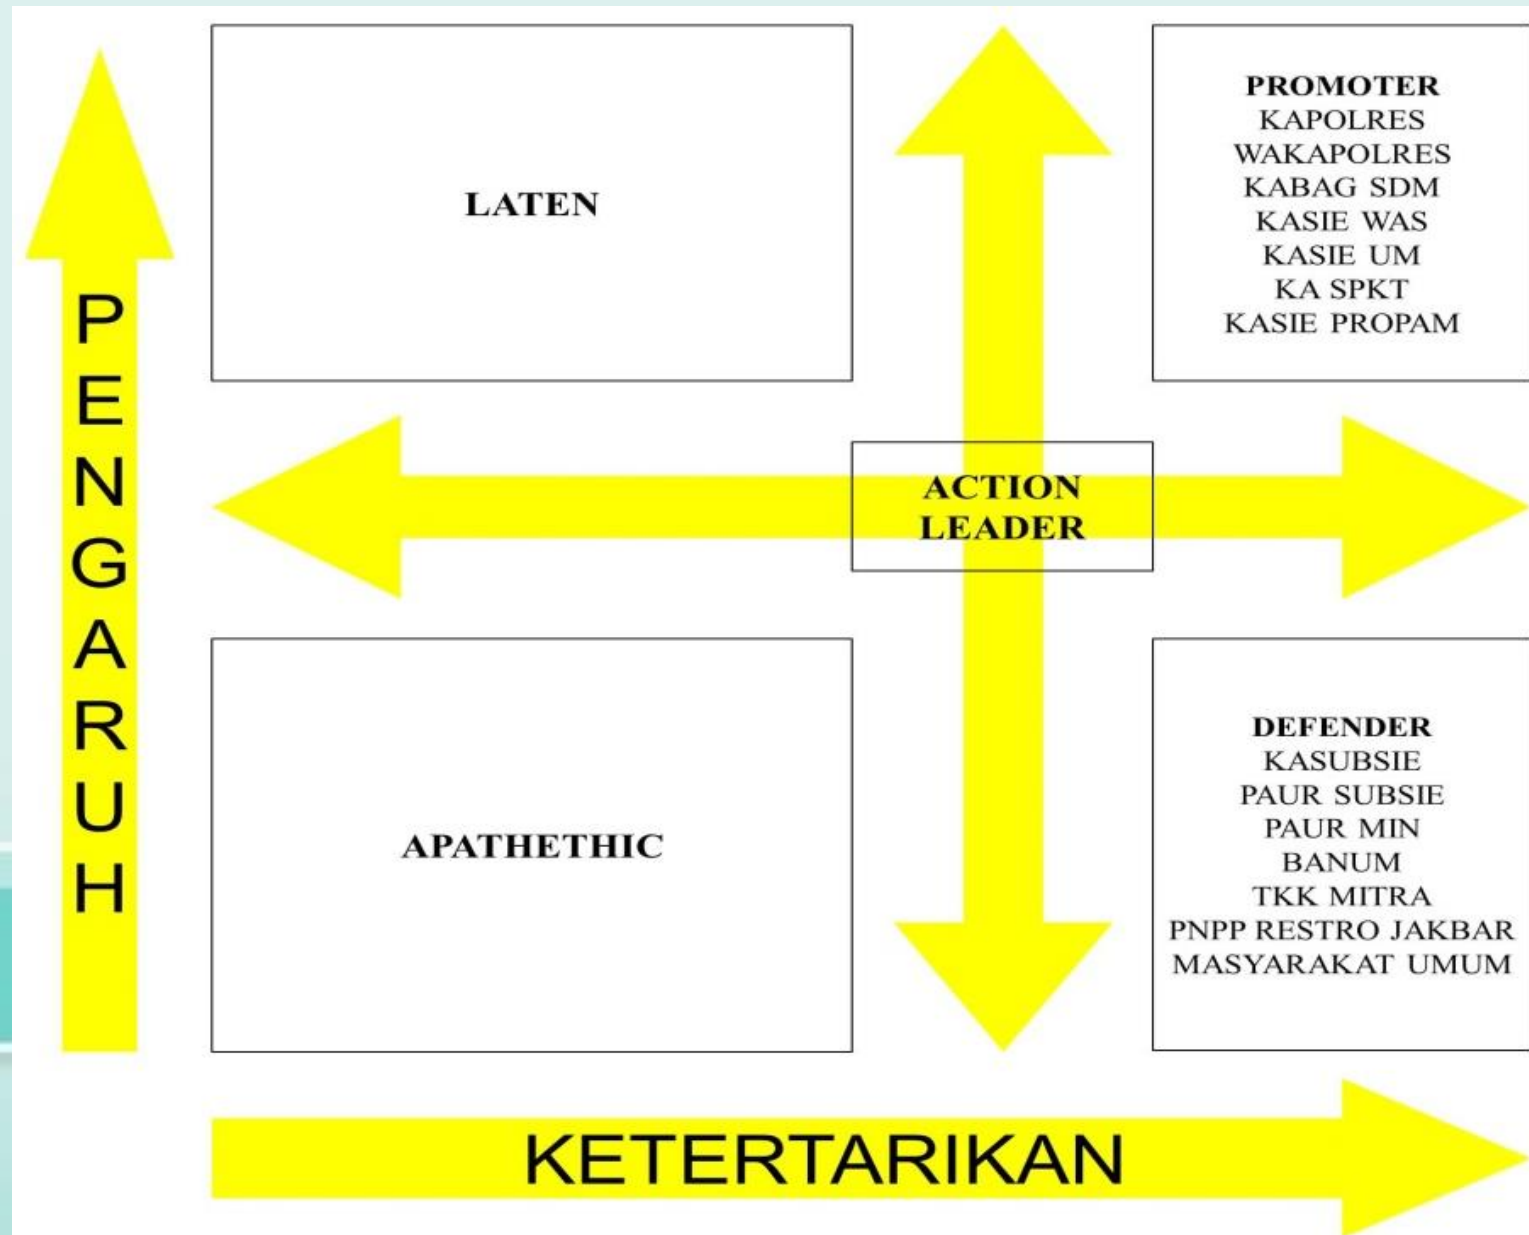 PENGARUH
LATEN
PROMOTER
KAPOLRES
WAKAPOLRES
KABAG SDM
KASIE WAS
KASIE UM
KA SPKT
KASIE PROPAM
ACTION
LEADER
APATHETHIC
DEFENDER
KASUBSIE
PAUR SUBSIE
PAUR MIN
BANUM
TKK MITRA
PNPP RESTRO JAKBAR
MASYARAKAT UMUM
KETERTARIKAN